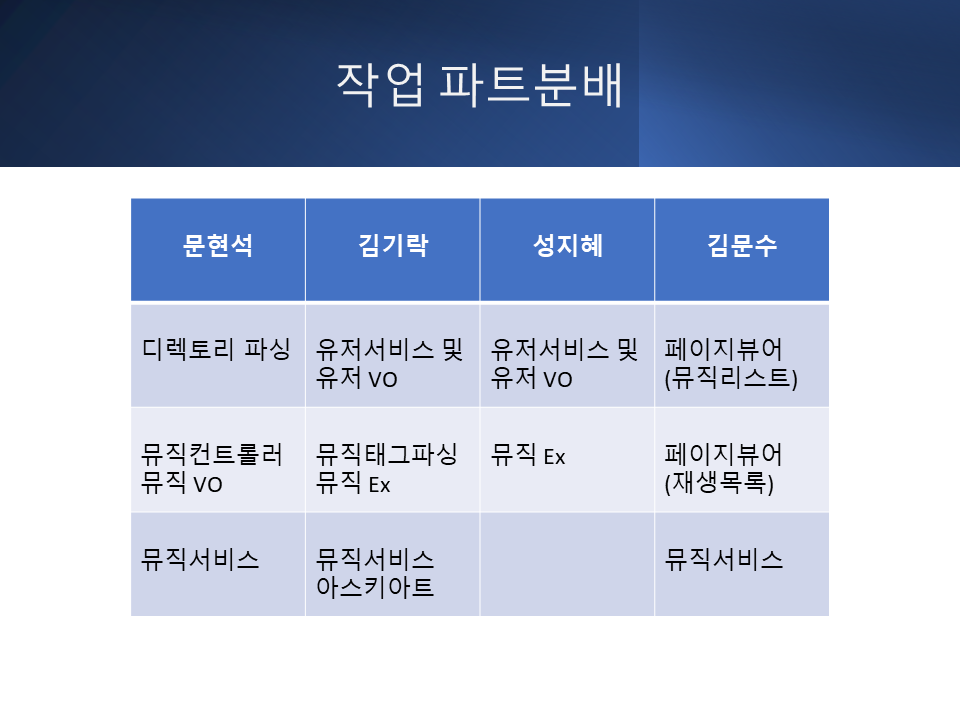 작업 파트분배
문현석 김기락 성지혜 김문수
디렉토리 파싱
유저서비스 및
유저 VO
유저서비스 및
유저 VO
페이지뷰어
(뮤직리스트)
뮤직컨트롤러
뮤직 VO
뮤직태그파싱
뮤직 Ex
뮤직 Ex
페이지뷰어
(재생목록)
뮤직서비스
뮤직서비스
아스키아트
뮤직서비스